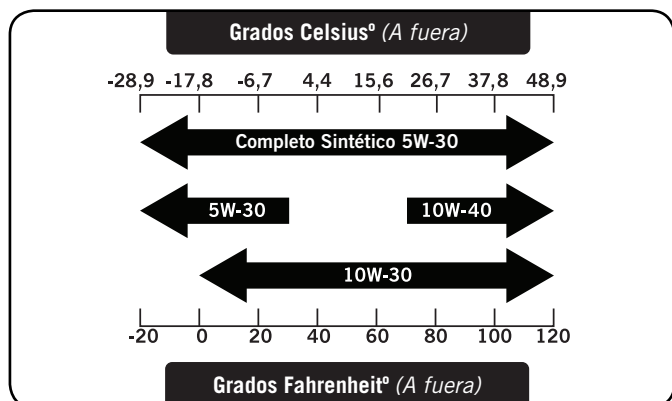 Grados Celsiusº (A fuera)
-28,9 -17,8 -6,7 4,4 15,6 26,7 37,8 48,9
Completo Sintético 5W-30
5W-30 10W-40
10W-30
-20 0 20 40 60 80 100 120
Grados Fahrenheitº (A fuera)